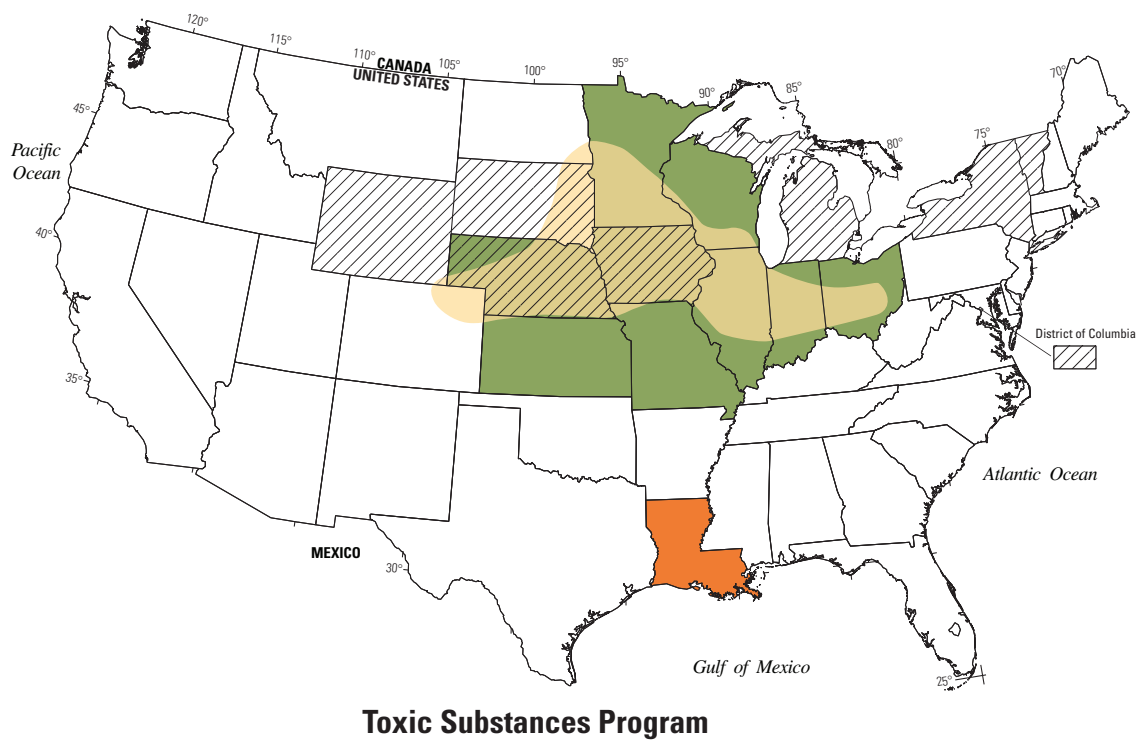 120°
115°
110°
CANADA
UNITED STATES
105°
100°
95°
90°
85°
80°
75°
70°
45°
Pacific
Ocean
40°
35°
District of Columbia
Atlantic Ocean
MEXICO
30°
Gulf of Mexico
25°
Toxic Substances Program